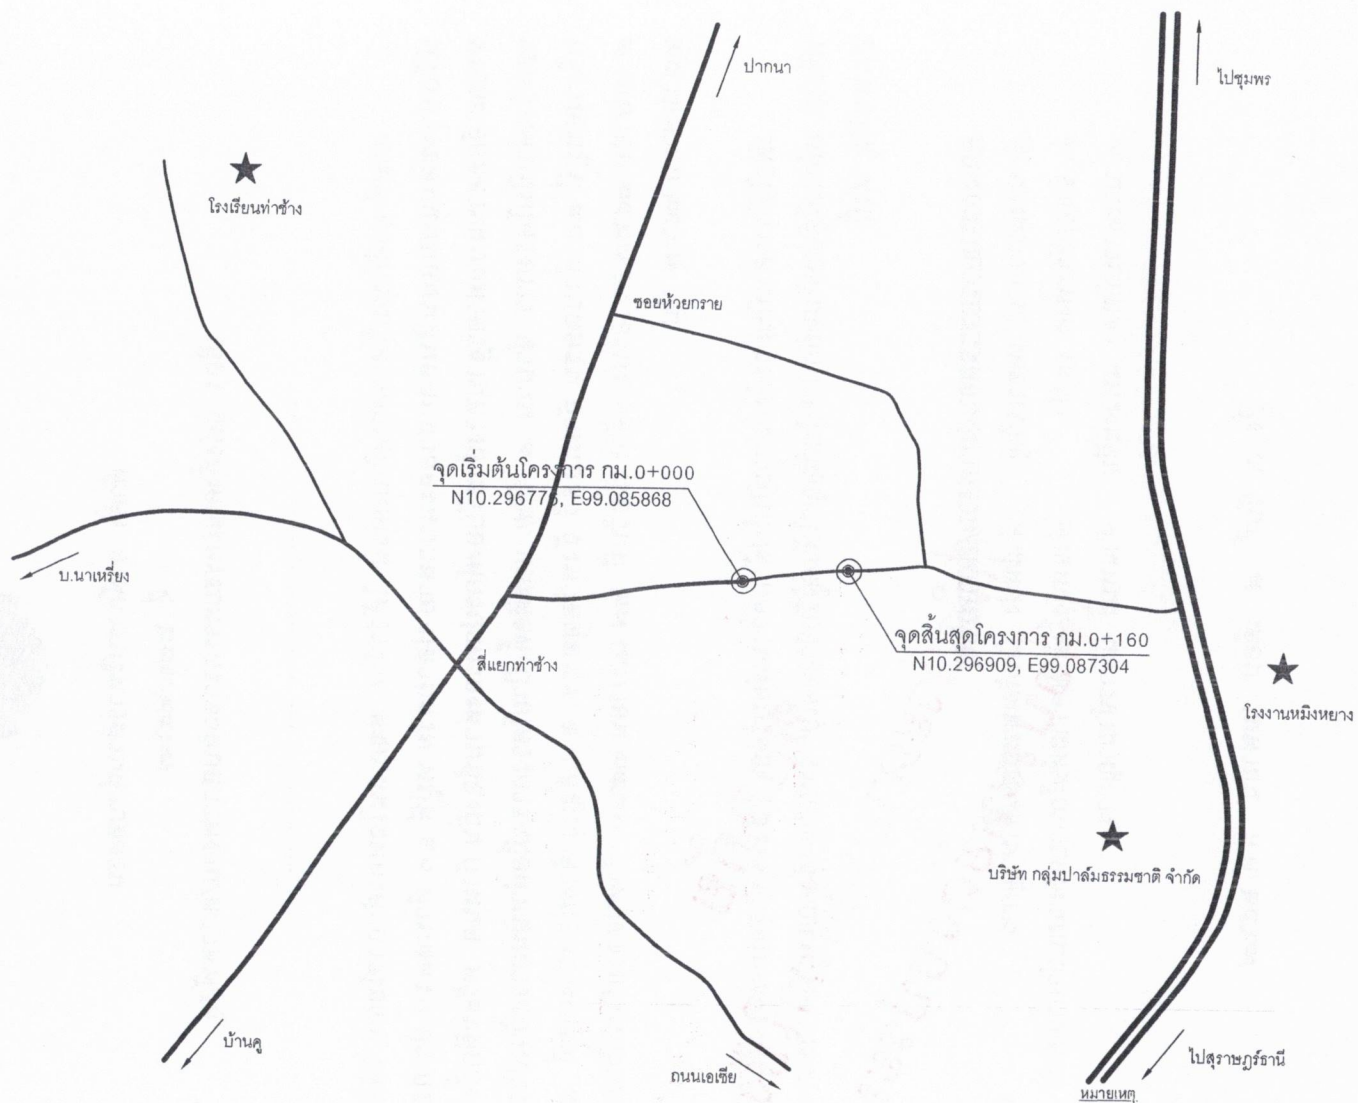 ปากนา
ไปชุมพร
โรงเรียนท่าช้าง
ซอยห้วยกราย
จุดเริ่มต้นโครงการ กม.0+000
N10.296776, E99.085868
บ.นาเหรี่ยง
จุดสิ้นสุดโครงการ กม.0+160
N10.296909, E99.087304
สี่แยกท่าช้าง
โรงงานหมิงหยาง
บริษัท กลุ่มปาล์มธรรมชาติ จำกัด
บ้านคู
ถนนเอเซีย
ไปสุราษฎร์ธานี
หมายเหตุ